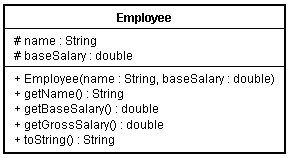 Employee
# name : String
# baseSalary : double
+ Employee(name : String, baseSalary : double)
+ getName() : String
+ getBaseSalary() : double
+ getGrossSalary() : double
+ toString() : String